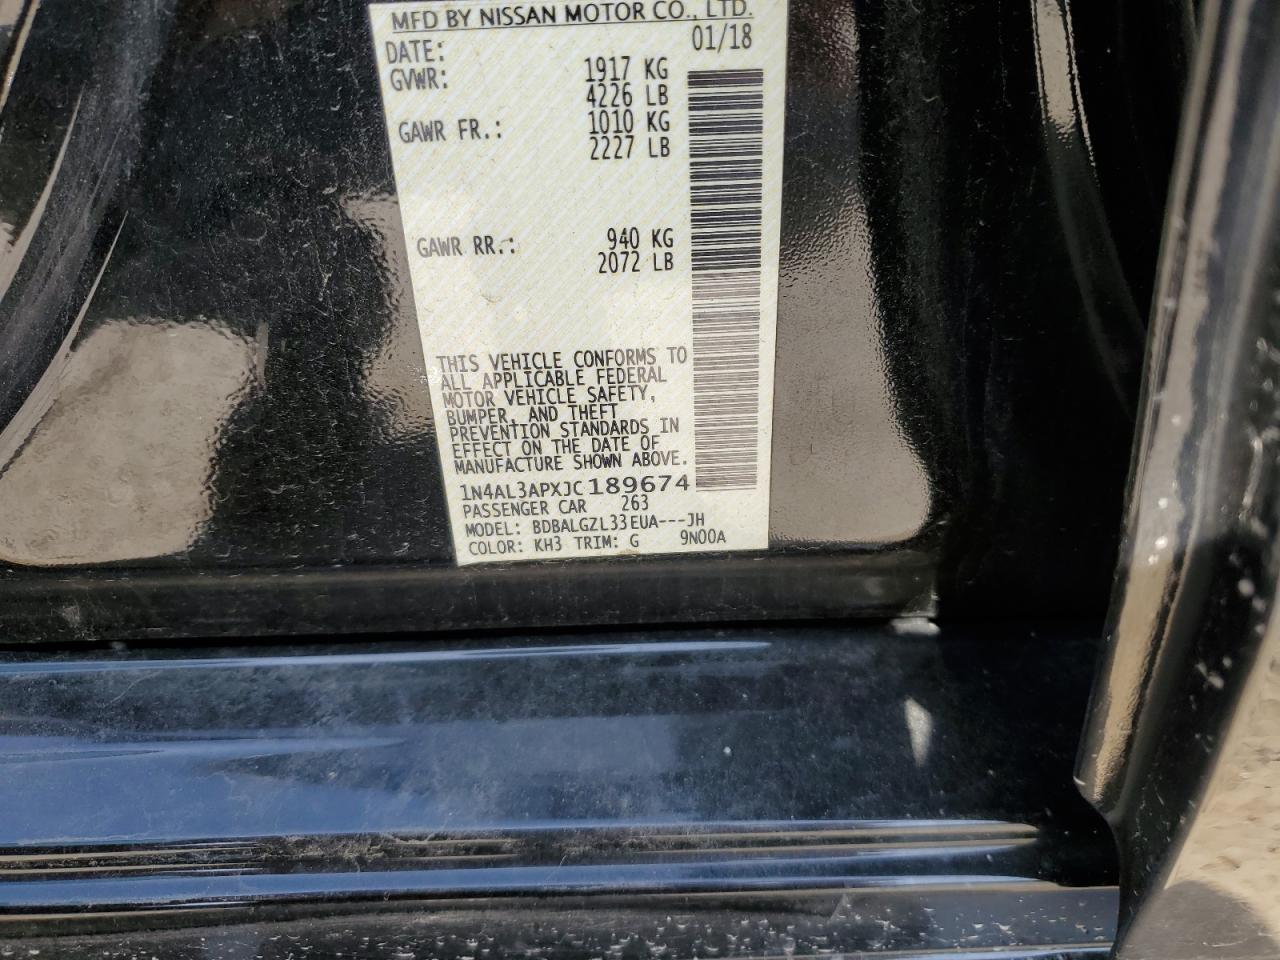 MFD BY NISSAN MOTOR CO., LTD.
DATE: 01/18
GVWR: 1917 KG
4226 LB
GAWR FR.: 1010 KG
2227 LB
GAWR RR.: 940 KG
2072 LB
THIS VEHICLE CONFORMS TO
ALL APPLICABLE FEDERAL
MOTOR VEHICLE SAFETY,
BUMPER, AND THEFT
PREVENTION STANDARDS IN
EFFECT ON THE DATE OF
MANUFACTURE SHOWN ABOVE.
1N4AL3APXJC189674
PASSENGER CAR 263
MODEL: BDBALGZL33EUA---JH
COLOR: KH3 TRIM: G 9N00A